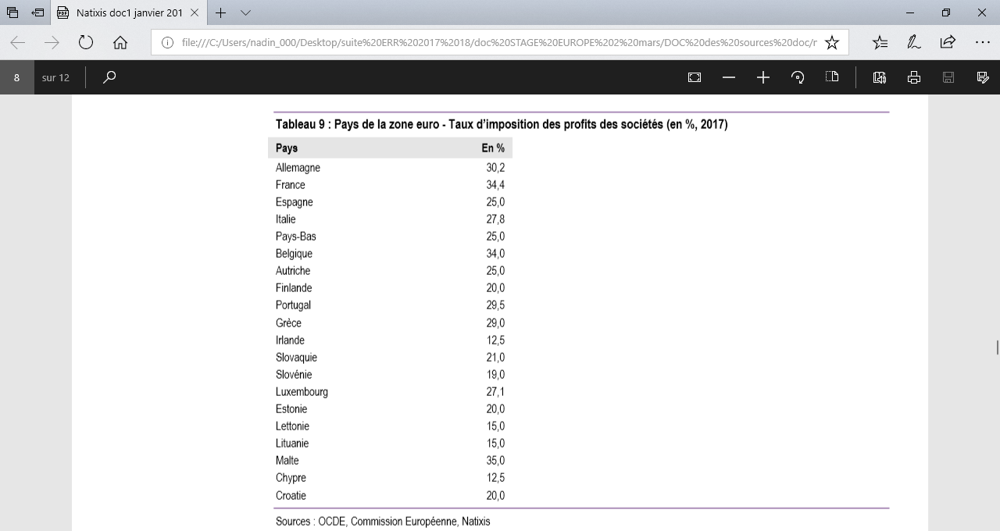 Natixis doc1 janvier 201
file:///C:/Users/nadin_000/Desktop/suite%20ERR%202017%2018/doc%20STAGE%20EUROPE%202%20mars/DOC%20des%20sources%20doc/r
8 sur 12
Tableau 9 : Pays de la zone euro - Taux d’imposition des profits des sociétés (en %, 2017)
Pays En %
Allemagne 30,2
France 34,4
Espagne 25,0
Italie 27,8
Pays-Bas 25,0
Belgique 34,0
Autriche 25,0
Finlande 20,0
Portugal 29,5
Grèce 29,0
Irlande 12,5
Slovaquie 21,0
Slovénie 19,0
Luxembourg 27,1
Estonie 20,0
Lettonie 15,0
Lituanie 15,0
Malte 35,0
Chypre 12,5
Croatie 20,0
Sources : OCDE, Commission Européenne, Natixis